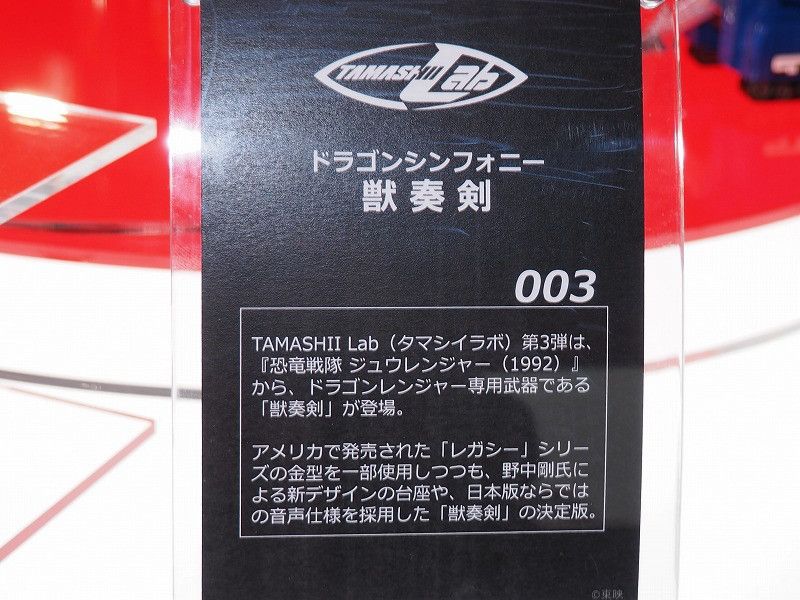 TAMASHII Lab
ドラゴンシンフォニー
獣奏剣
003
TAMASHII Lab（タマシイラボ）第3弾は、
『恐竜戦隊 ジュウレンジャー（1992）』
から、ドラゴンレンジャー専用武器である
「獣奏剣」が登場。
アメリカで発売された「レガシー」シリー
ズの金型を一部使用しつつも、野中剛氏に
よる新デザインの台座や、日本版ならでは
の音声仕様を採用した「獣奏剣」の決定版。
©東映